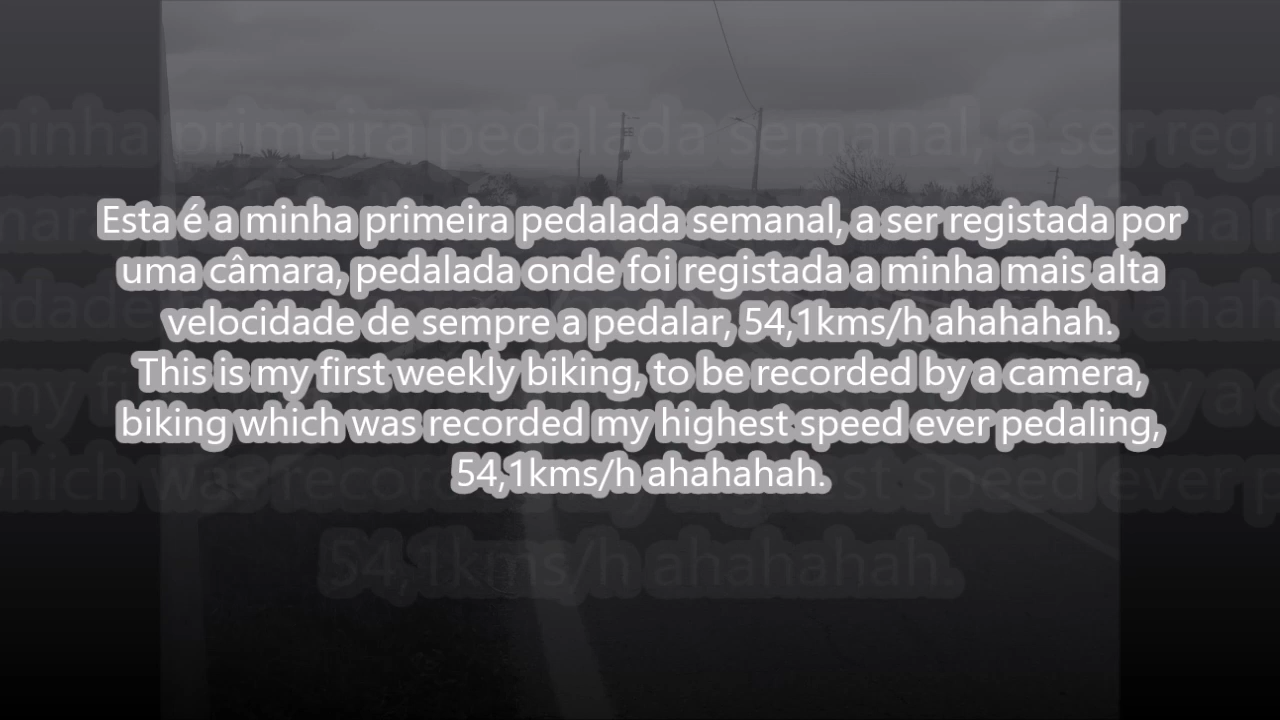 Esta é a minha primeira pedalada semanal, a ser registada por
uma câmara, pedalada onde foi registada a minha mais alta
velocidade de sempre a pedalar, 54,1kms/h ahahahah.
This is my first weekly biking, to be recorded by a camera,
biking which was recorded my highest speed ever pedaling,
54,1kms/h ahahahah.